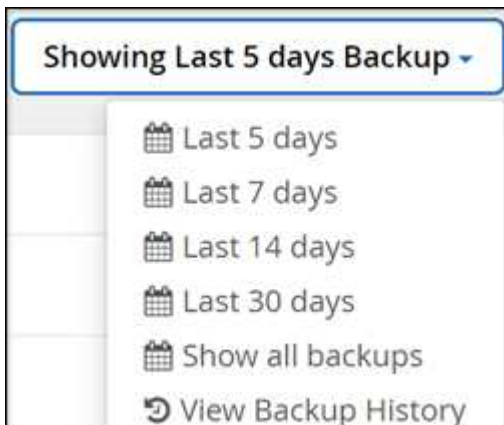 Showing Last 5 days Backup
Last 5 days
Last 7 days
Last 14 days
Last 30 days
Show all backups
View Backup History